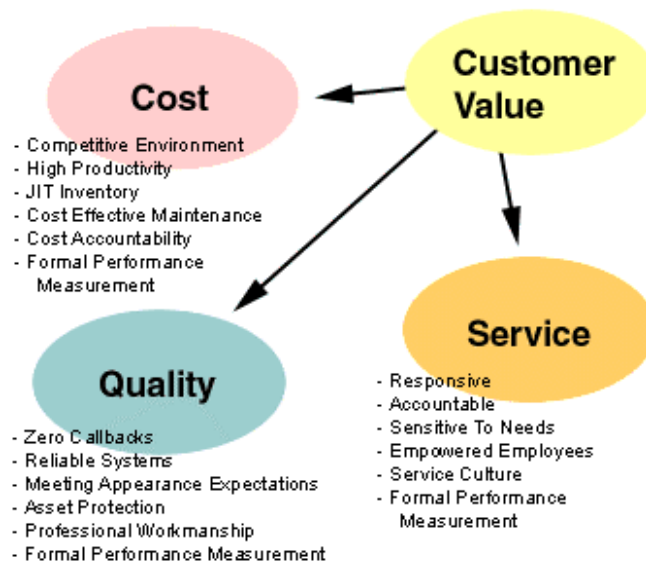 Customer
Value
Cost
- Competitive Environment
- High Productivity
- JIT Inventory
- Cost Effective Maintenance
- Cost Accountability
- Formal Performance
Measurement
Quality
- Zero Callbacks
- Reliable Systems
- Meeting Appearance Expectations
- Asset Protection
- Professional Workmanship
- Formal Performance Measurement
Service
- Responsive
- Accountable
- Sensitive To Needs
- Empowered Employees
- Service Culture
- Formal Performance
Measurement